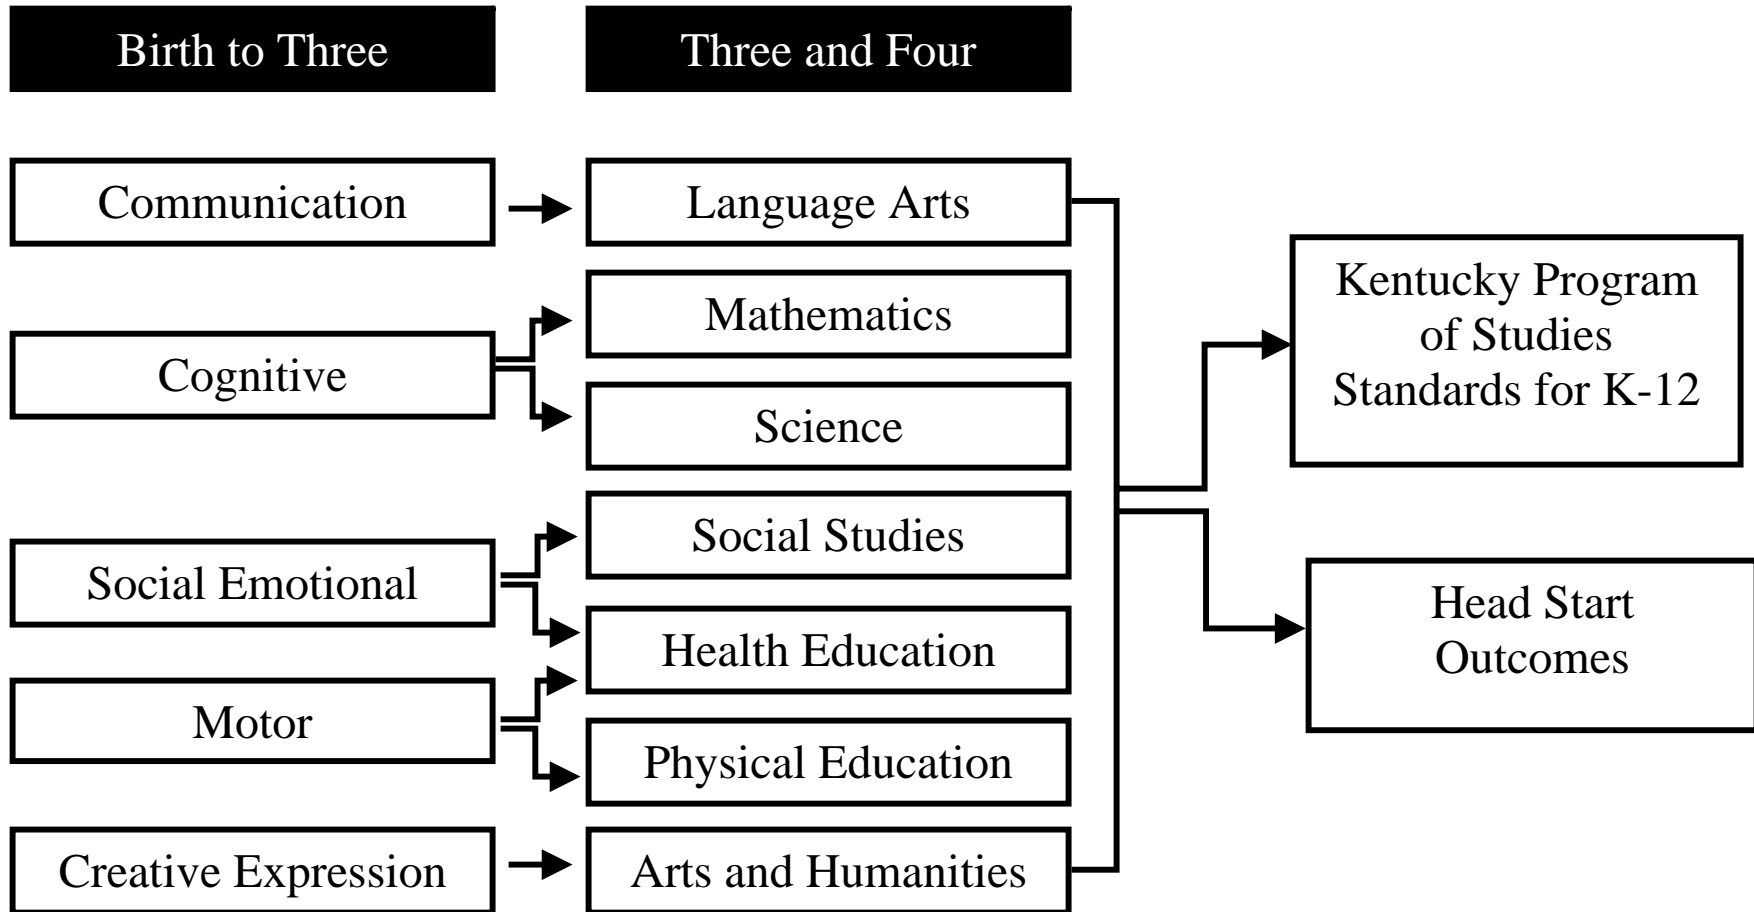 Birth to Three
Three and Four
Communication
Language Arts
Mathematics
Cognitive
Science
Social Studies
Social Emotional
Health Education
Motor
Physical Education
Creative Expression
Arts and Humanities
Kentucky Program
of Studies
Standards for K-12
Head Start
Outcomes